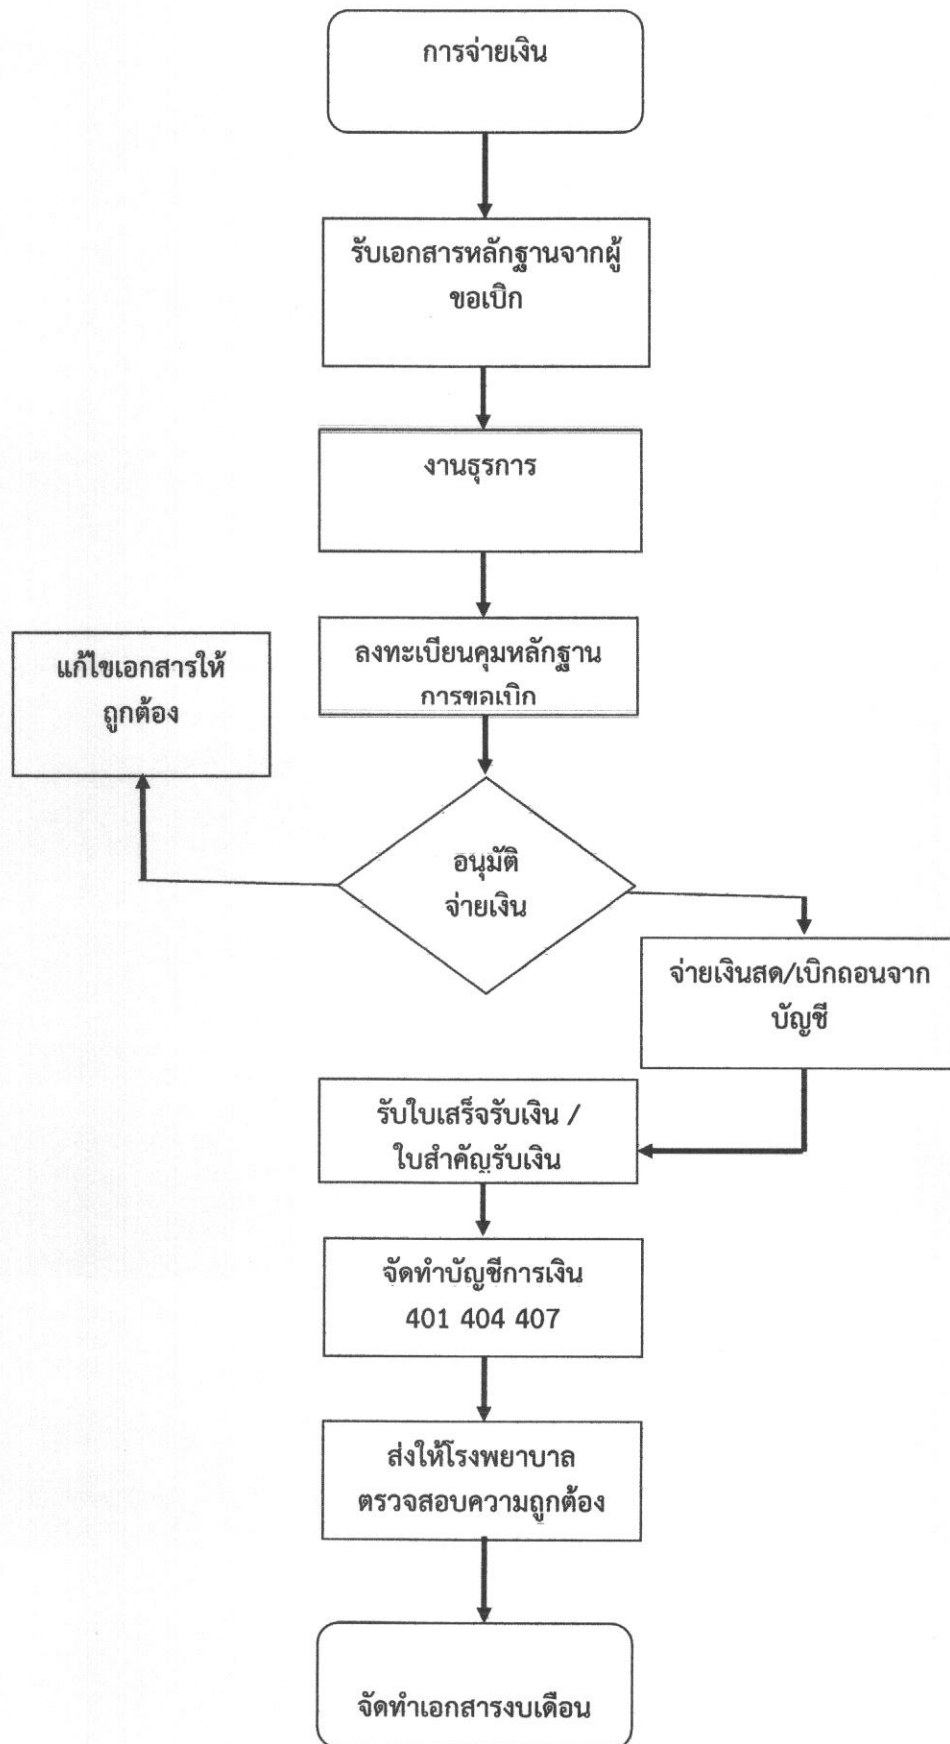 การจ่ายเงิน
รับเอกสารหลักฐานจากผู้
ขอเบิก
งานธุรการ
ลงทะเบียนคุมหลักฐาน
การขอเบิก
แก้ไขเอกสารให้
ถูกต้อง
อนุมัติ
จ่ายเงิน
จ่ายเงินสด/เบิกถอนจาก
บัญชี
รับใบเสร็จรับเงิน /
ใบสำคัญรับเงิน
จัดทำบัญชีการเงิน
401 404 407
ส่งให้โรงพยาบาล
ตรวจสอบความถูกต้อง
จัดทำเอกสารงบเดือน